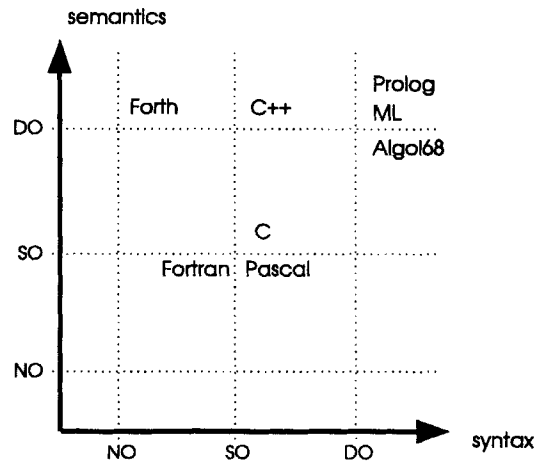 semantics
Prolog
Forth C++ ML
DO
Algol68
C
SO
Fortran Pascal
NO
syntax
NO SO DO